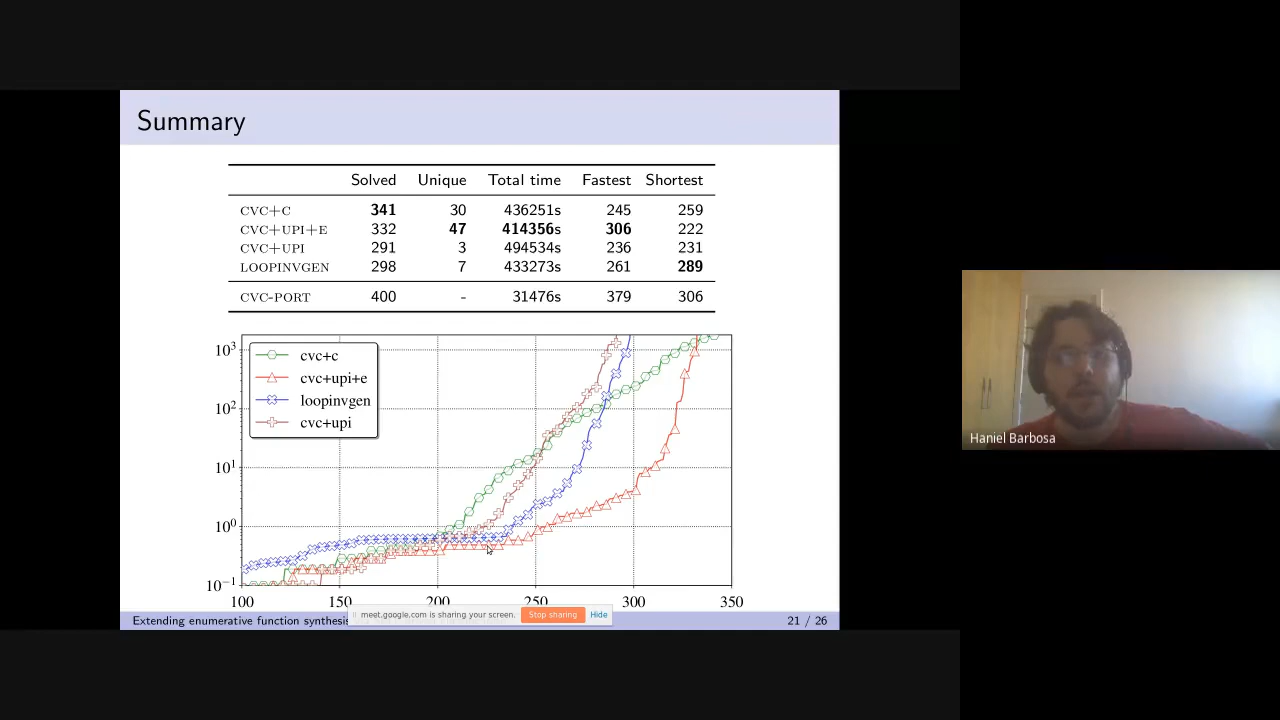 Summary
Solved Unique Total time Fastest Shortest
CVC+C 341 30 436251s 245 259
CVC+UPI+E 332 47 414356s 306 222
CVC+UPI 291 3 494534s 236 231
LOOPINVGEN 298 7 433273s 261 289
CVC-PORT 400 - 31476s 379 306
10³
10²
10¹
10⁰
10⁻¹
cvc+c
cvc+upi+e
loopinvgen
cvc+upi
100 150 200 250 300 350
meet.google.com is sharing your screen. Stop sharing Hide
Extending enumerative function synthesis
21 / 26
Haniel Barbosa